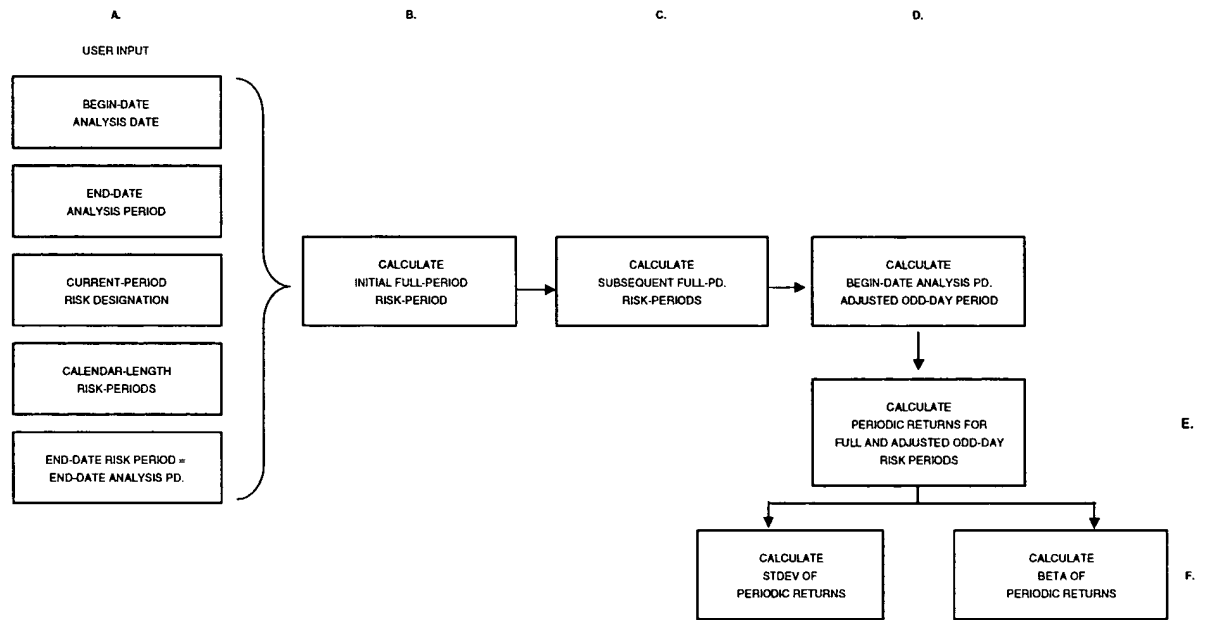 A.
B.
C.
D.
USER INPUT
BEGIN-DATE
ANALYSIS DATE
END-DATE
ANALYSIS PERIOD
CURRENT-PERIOD
RISK DESIGNATION
CALENDAR-LENGTH
RISK-PERIODS
END-DATE RISK PERIOD =
END-DATE ANALYSIS PD.
CALCULATE
INITIAL FULL-PERIOD
RISK-PERIOD
CALCULATE
SUBSEQUENT FULL-PD.
RISK-PERIODS
CALCULATE
BEGIN-DATE ANALYSIS PD.
ADJUSTED ODD-DAY PERIOD
CALCULATE
PERIODIC RETURNS FOR
FULL AND ADJUSTED ODD-DAY
RISK PERIODS
E.
CALCULATE
STDEV OF
PERIODIC RETURNS
CALCULATE
BETA OF
PERIODIC RETURNS
F.